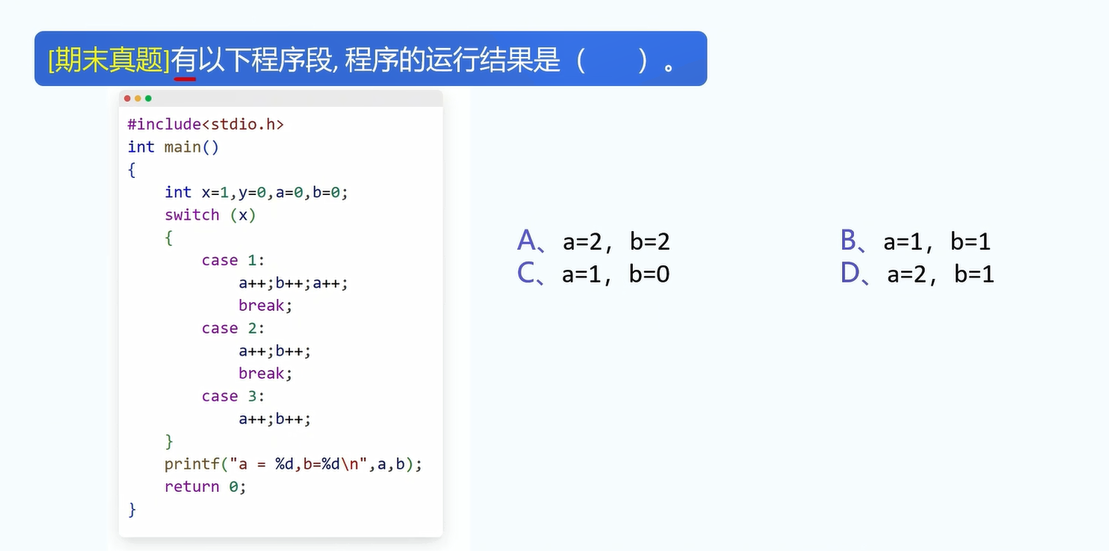 [期末真题]有以下程序段, 程序的运行结果是（　　）。
#include<stdio.h>
int main()
{
    int x=1,y=0,a=0,b=0;
    switch (x)
    {
        case 1:
            a++;b++;a++;
            break;
        case 2:
            a++;b++;
            break;
        case 3:
            a++;b++;
    }
    printf("a = %d,b=%d\n",a,b);
    return 0;
}
A、a=2，b=2 B、a=1，b=1
C、a=1，b=0 D、a=2，b=1